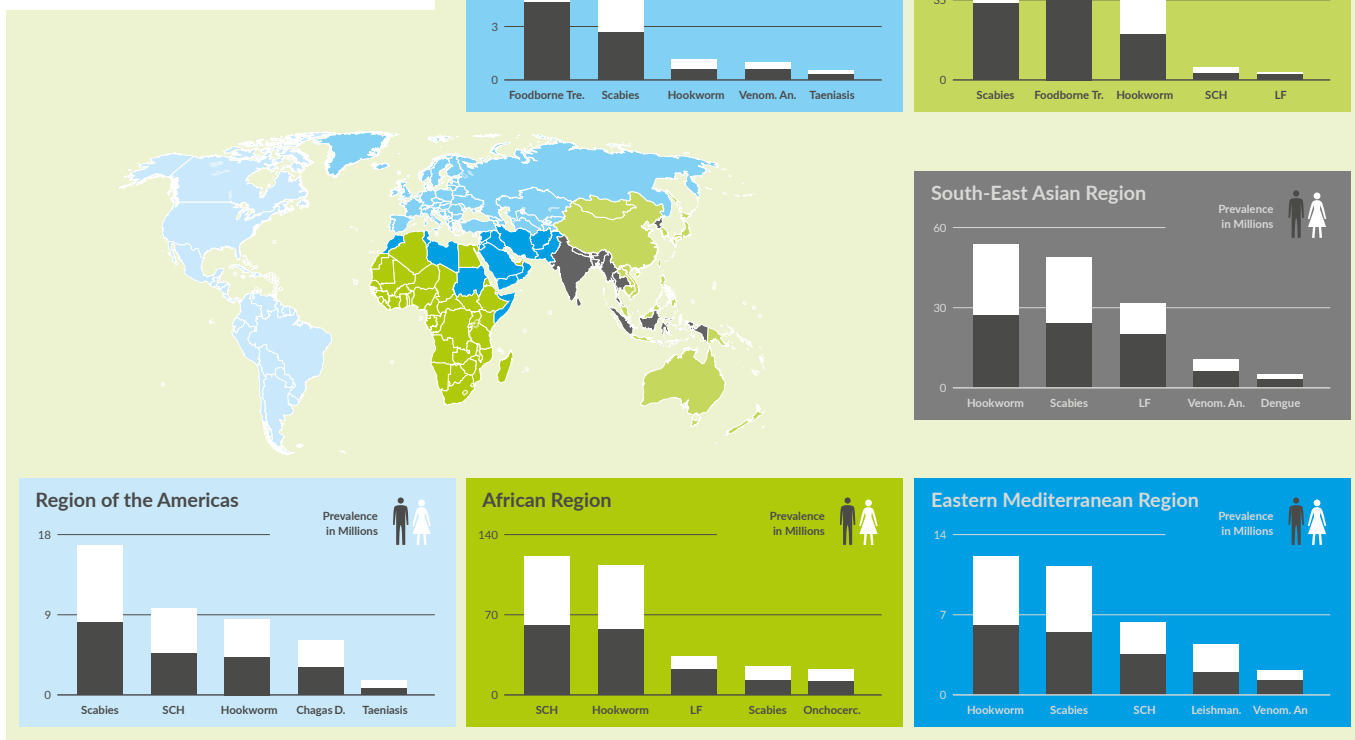 3
0
Foodborne Tre. Scabies Hookworm Venom. An. Taeniasis
35
0
Scabies Foodborne Tr. Hookworm SCH LF
South-East Asian Region
Prevalence
in Millions
60
30
0
Hookworm Scabies LF Venom. An. Dengue
Region of the Americas
Prevalence
in Millions
18
9
0
Scabies SCH Hookworm Chagas D. Taeniasis
African Region
Prevalence
in Millions
140
70
0
SCH Hookworm LF Scabies Onchocerc.
Eastern Mediterranean Region
Prevalence
in Millions
14
7
0
Hookworm Scabies SCH Leishman. Venom. An